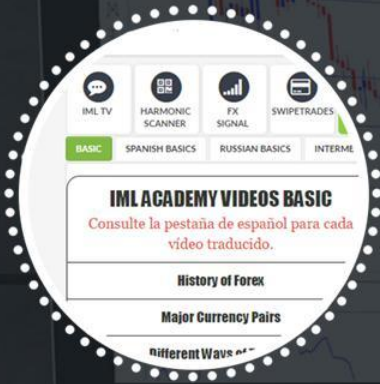 IML TV
HARMONIC
SCANNER
FX
SIGNAL
SWIPETRADES
BASIC
SPANISH BASICS
RUSSIAN BASICS
INTERME
IML ACADEMY VIDEOS BASIC
Consulte la pestaña de español para cada
vídeo traducido.
History of Forex
Major Currency Pairs
Different Ways